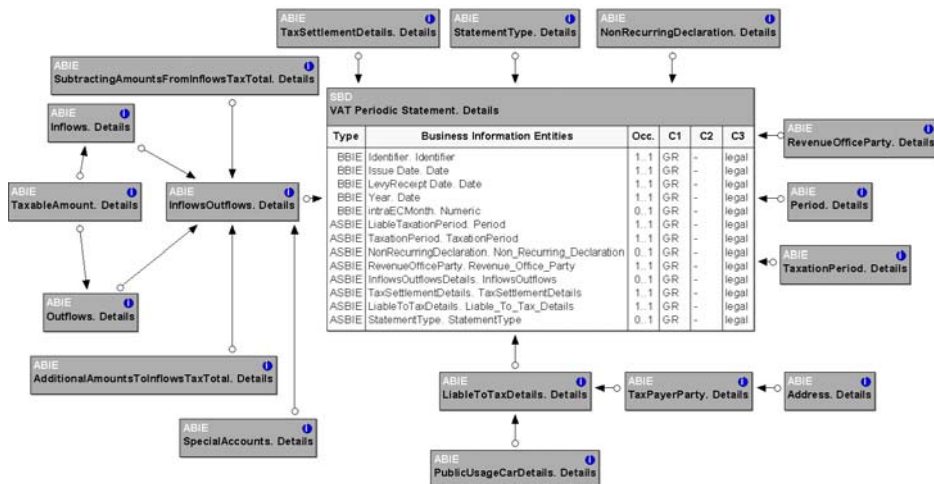 ABIE
TaxSettlementDetails. Details
ABIE
StatementType. Details
ABIE
NonRecurringDeclaration. Details
ABIE
SubtractingAmountsFromInflowsTaxTotal. Details
ABIE
Inflows. Details
ABIE
TaxableAmount. Details
ABIE
InflowsOutflows. Details
ABIE
Outflows. Details
ABIE
AdditionalAmountsToInflowsTaxTotal. Details
ABIE
SpecialAccounts. Details
SBD
VAT Periodic Statement. Details
Type Business Information Entities Occ. C1 C2 C3
BBIE Identifier. Identifier 1..1 GR - legal
BBIE Issue Date. Date 1..1 GR - legal
BBIE LevyReceipt Date. Date 1..1 GR - legal
BBIE Year. Date 1..1 GR - legal
BBIE intraECMonth. Numeric 0..1 GR - legal
ASBIE LiableTaxationPeriod. Period 1..1 GR - legal
ASBIE TaxationPeriod. TaxationPeriod 1..1 GR - legal
ASBIE NonRecurringDeclaration. Non_Recurring_Declaration 0..1 GR - legal
ASBIE RevenueOfficeParty. Revenue_Office_Party 1..1 GR - legal
ASBIE InflowsOutflowsDetails. InflowsOutflows 0..1 GR - legal
ASBIE TaxSettlementDetails. TaxSettlementDetails 1..1 GR - legal
ASBIE LiableToTaxDetails. Liable_To_Tax_Details 1..1 GR - legal
ASBIE StatementType. StatementType 0..1 GR - legal
ABIE
RevenueOfficeParty. Details
ABIE
Period. Details
ABIE
TaxationPeriod. Details
ABIE
LiableToTaxDetails. Details
ABIE
TaxPayerParty. Details
ABIE
Address. Details
ABIE
PublicUsageCarDetails. Details